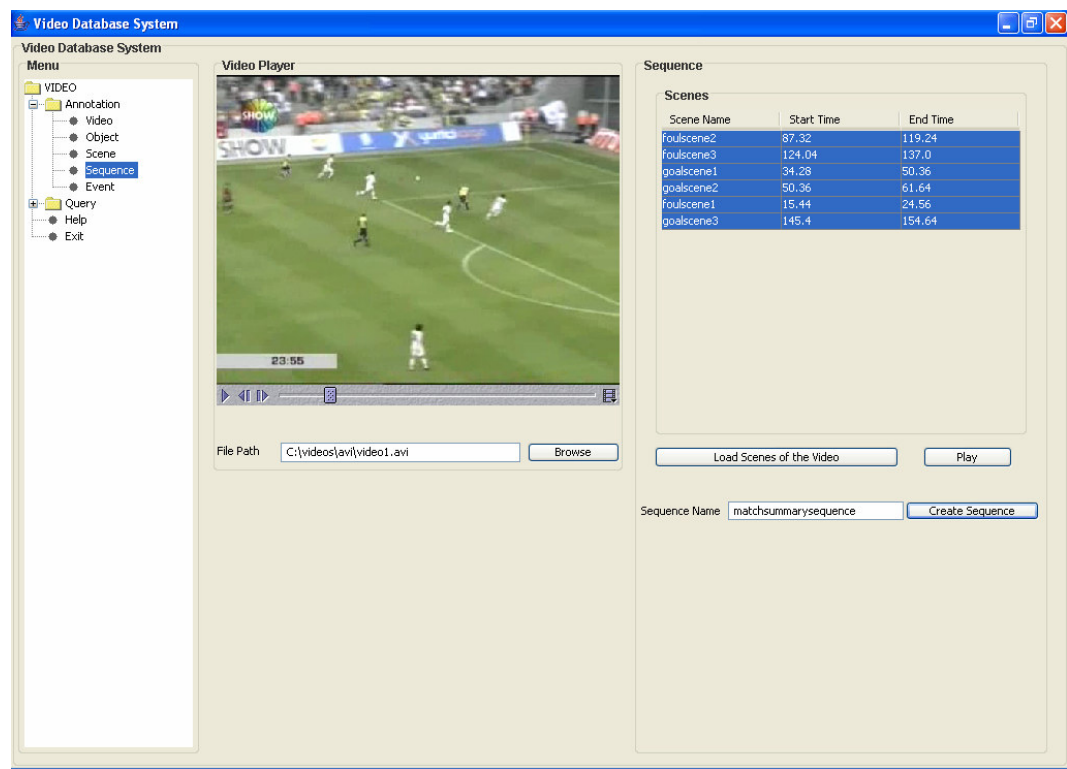 Video Database System
Video Database System
Menu
VIDEO
Annotation
Video
Object
Scene
Sequence
Event
Query
Help
Exit
Video Player
SHOW
SHOW
23:55
File Path C:\videos\avi\video1.avi Browse
Sequence
Scenes
Scene Name Start Time End Time
foulscene2 87.32 119.24
foulscene3 124.04 137.0
goalscene1 34.28 50.36
goalscene2 50.36 61.64
foulscene1 15.44 24.56
goalscene3 145.4 154.64
Load Scenes of the Video Play
Sequence Name matchsummarysequence Create Sequence